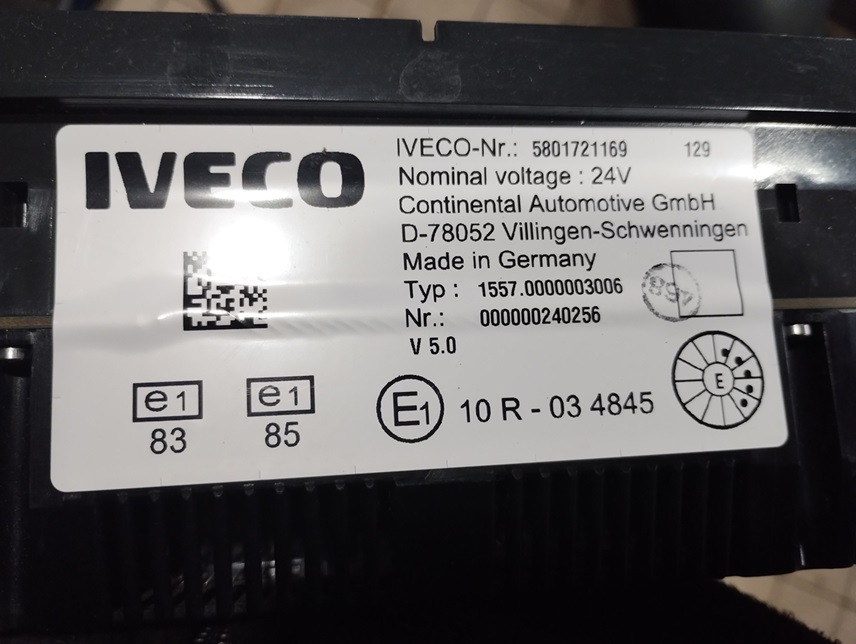 IVECO
IVECO-Nr.: 5801721169 129
Nominal voltage : 24V
Continental Automotive GmbH
D-78052 Villingen-Schwenningen
Made in Germany
Typ : 1557.0000003006
Nr.: 000000240256
V 5.0
458
E
e1
83
e1
85
E1 10 R - 03 4845